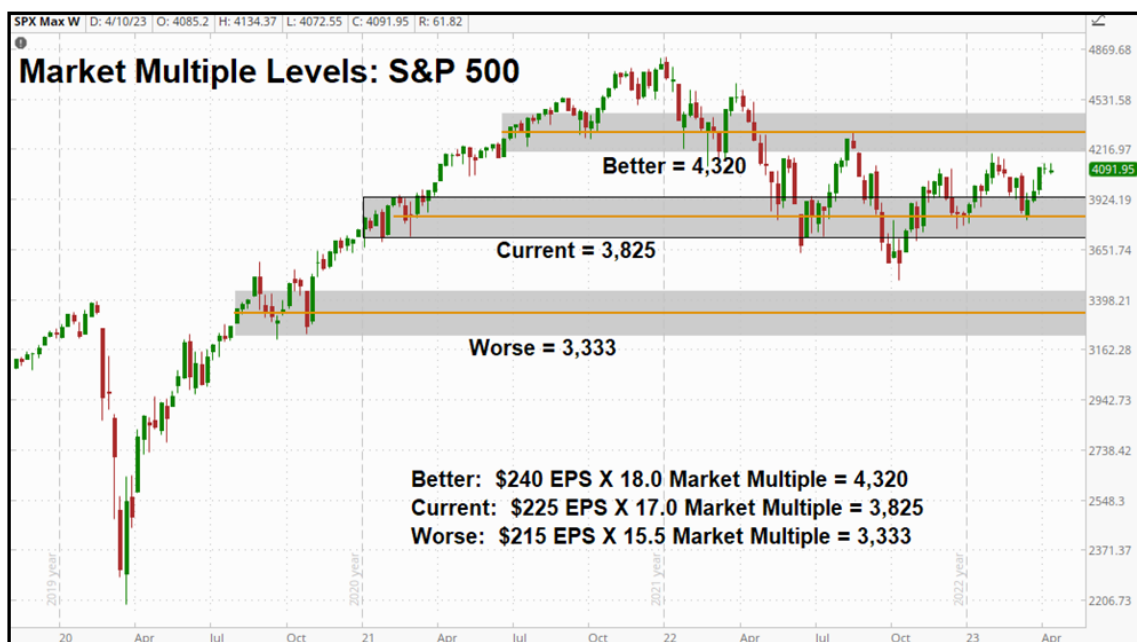 SPX Max W D: 4/10/23 O: 4085.2 H: 4134.37 L: 4072.55 C: 4091.95 R: 61.82
Market Multiple Levels: S&P 500
4869.68
4531.58
4216.97
4091.95
3924.19
3651.74
3398.21
3162.28
2942.73
2738.42
2548.3
2371.37
2206.73
Better = 4,320
Current = 3,825
Worse = 3,333
Better: $240 EPS X 18.0 Market Multiple = 4,320
Current: $225 EPS X 17.0 Market Multiple = 3,825
Worse: $215 EPS X 15.5 Market Multiple = 3,333
2019 year
2020 year
2021 year
2022 year
20 Apr Jul Oct 21 Apr Jul Oct 22 Apr Jul Oct 23 Apr